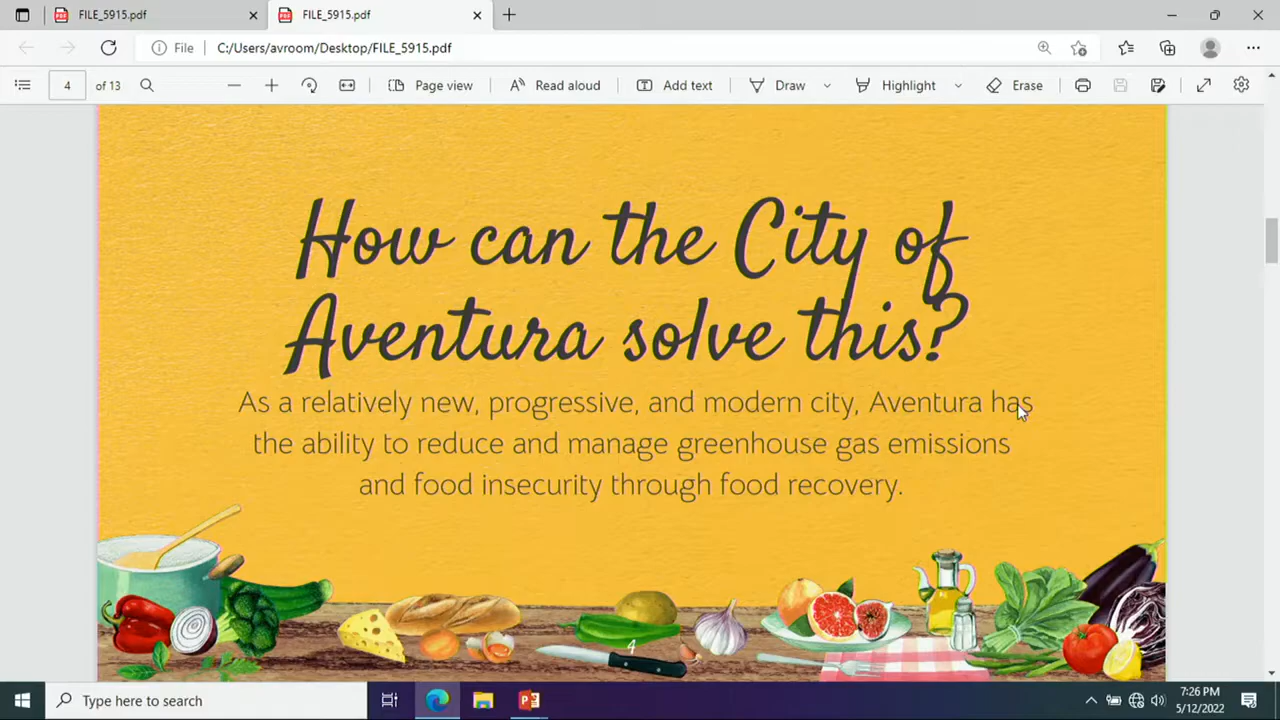 FILE_5915.pdf
FILE_5915.pdf
File
C:/Users/avroom/Desktop/FILE_5915.pdf
4 of 13
Page view
Read aloud
Add text
Draw
Highlight
Erase
How can the City of
Aventura solve this?
As a relatively new, progressive, and modern city, Aventura has
the ability to reduce and manage greenhouse gas emissions
and food insecurity through food recovery.
4
Type here to search
7:26 PM
5/12/2022